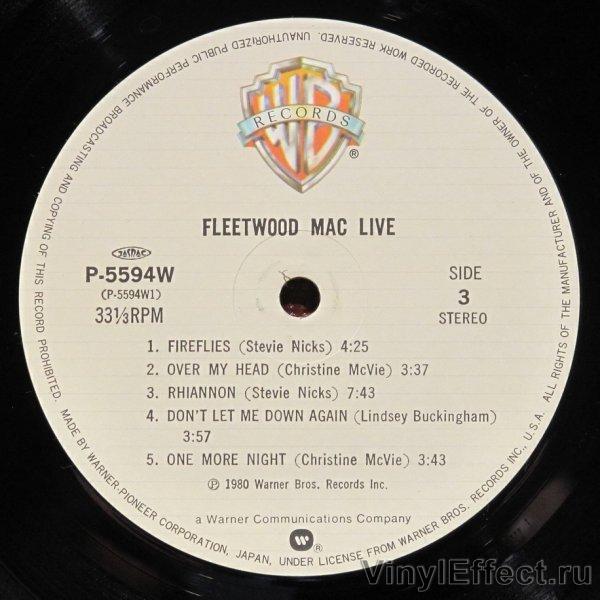 UNAUTHORIZED PUBLIC PERFORMANCE BROADCASTING AND COPYING OF THIS RECORD PROHIBITED. MADE BY WARNER-PIONEER CORPORATION, JAPAN, UNDER LICENSE FROM WARNER BROS. RECORDS INC., U.S.A. ALL RIGHTS OF THE MANUFACTURER AND OF THE OWNER OF THE RECORDED WORK RESERVED.
WB
RECORDS
®
FLEETWOOD MAC LIVE
JASRAC
P-5594W
(P-5594W1)
33 1/3 RPM
SIDE
3
STEREO
1. FIREFLIES (Stevie Nicks) 4:25
2. OVER MY HEAD (Christine McVie) 3:37
3. RHIANNON (Stevie Nicks) 7:43
4. DON'T LET ME DOWN AGAIN (Lindsey Buckingham)
3:57
5. ONE MORE NIGHT (Christine McVie) 3:43
℗ 1980 Warner Bros. Records Inc.
a Warner Communications Company
®
VinylEffect.ru